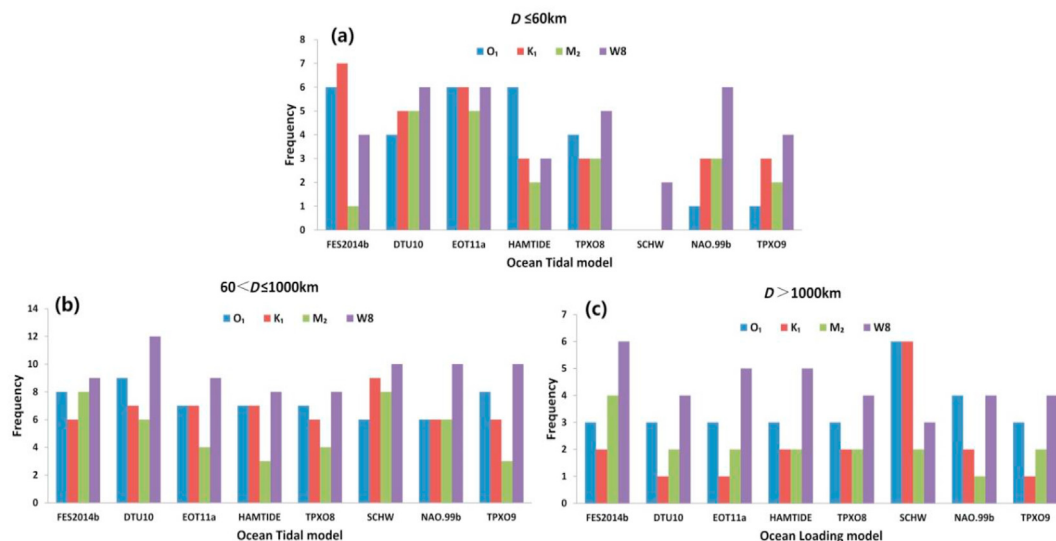 D ≤60km
(a)
O₁ K₁ M₂ W8
Frequency
8
7
6
5
4
3
2
1
0
FES2014b DTU10 EOT11a HAMTIDE TPXO8 SCHW NAO.99b TPXO9
Ocean Tidal model
60<D≤1000km
(b)
O₁ K₁ M₂ W8
Frequency
14
12
10
8
6
4
2
0
FES2014b DTU10 EOT11a HAMTIDE TPXO8 SCHW NAO.99b TPXO9
Ocean Tidal model
D>1000km
(c)
O₁ K₁ M₂ W8
Frequency
7
6
5
4
3
2
1
0
FES2014b DTU10 EOT11a HAMTIDE TPXO8 SCHW NAO.99b TPXO9
Ocean Loading model